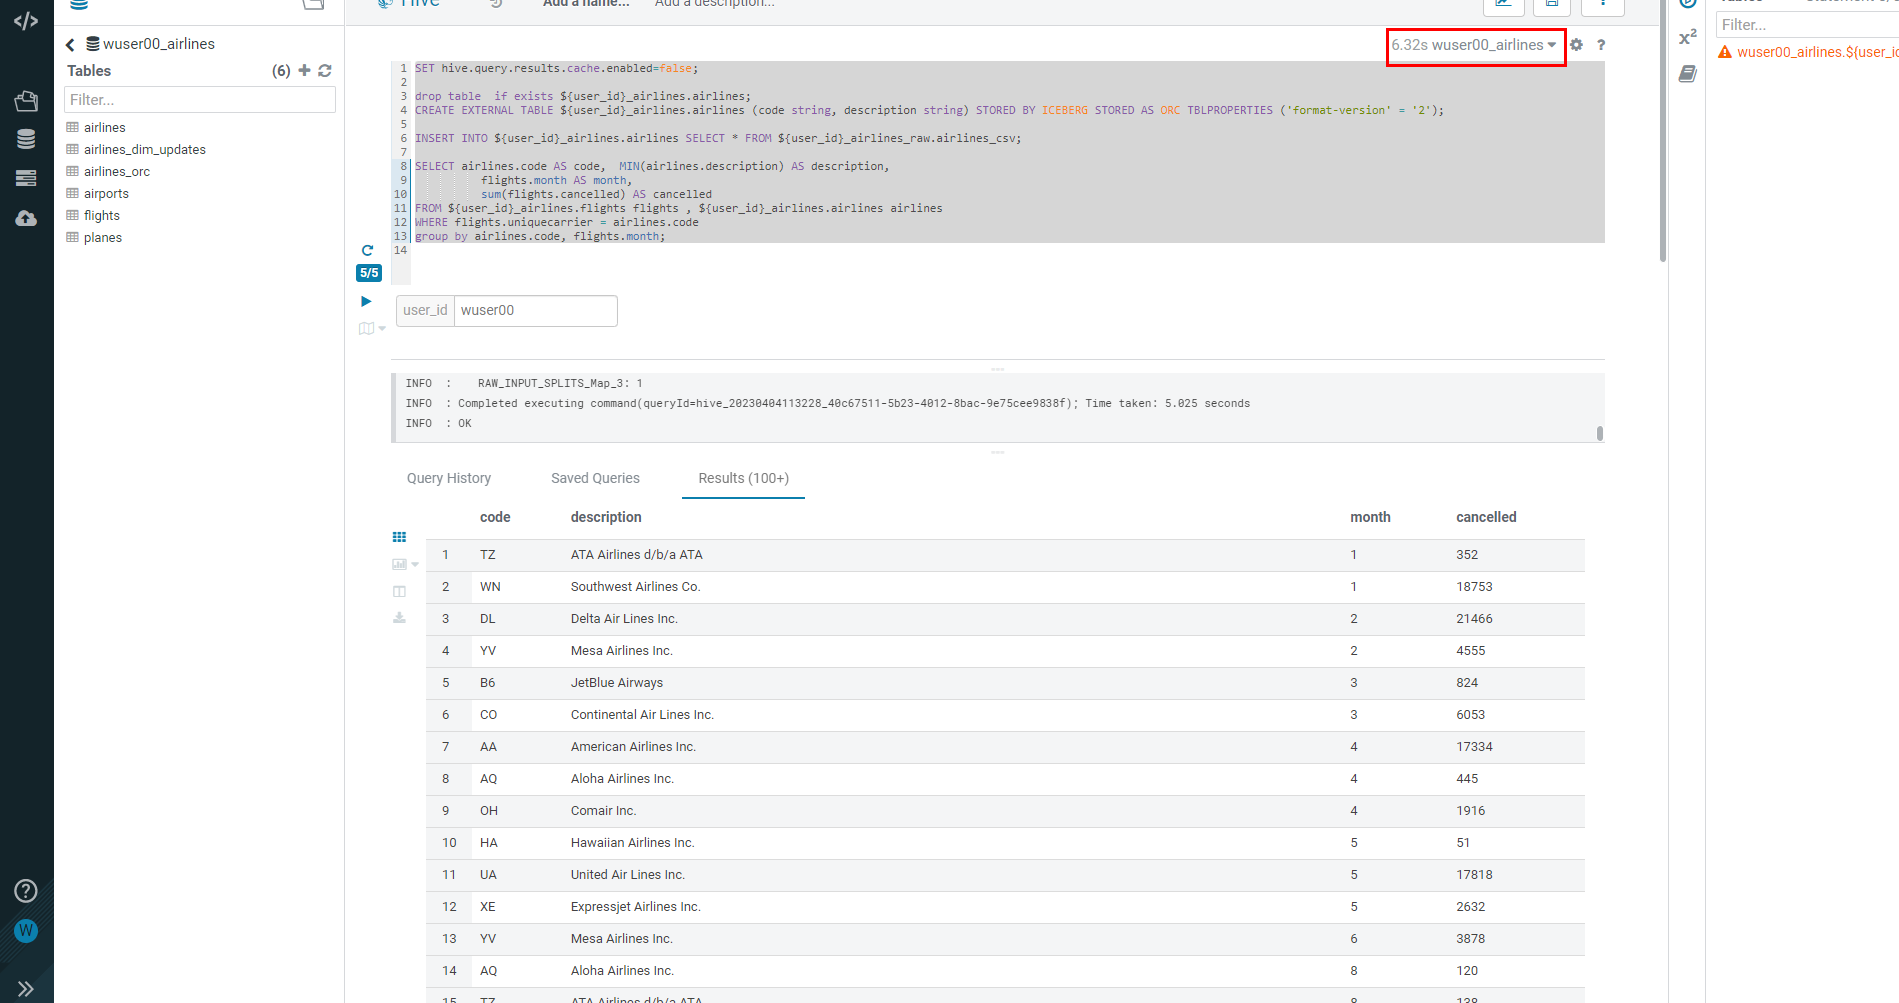 Hive
Add a name...
Add a description...
wuser00_airlines
Tables
(6)
Filter...
airlines
airlines_dim_updates
airlines_orc
airports
flights
planes
6.32s wuser00_airlines
?
1 SET hive.query.results.cache.enabled=false;
2
3 drop table  if exists ${user_id}_airlines.airlines;
4 CREATE EXTERNAL TABLE ${user_id}_airlines.airlines (code string, description string) STORED BY ICEBERG STORED AS ORC TBLPROPERTIES ('format-version' = '2');
5
6 INSERT INTO ${user_id}_airlines.airlines SELECT * FROM ${user_id}_airlines_raw.airlines_csv;
7
8 SELECT airlines.code AS code,  MIN(airlines.description) AS description,
9 flights.month AS month,
10 sum(flights.cancelled) AS cancelled
11 FROM ${user_id}_airlines.flights flights , ${user_id}_airlines.airlines airlines
12 WHERE flights.uniquecarrier = airlines.code
13 group by airlines.code, flights.month;
14
5/5
user_id wuser00
INFO  :    RAW_INPUT_SPLITS_Map_3: 1
INFO  : Completed executing command(queryId=hive_20230404113228_40c67511-5b23-4012-8bac-9e75cee9838f); Time taken: 5.025 seconds
INFO  : OK
Query History
Saved Queries
Results (100+)
code description month cancelled
1 TZ ATA Airlines d/b/a ATA 1 352
2 WN Southwest Airlines Co. 1 18753
3 DL Delta Air Lines Inc. 2 21466
4 YV Mesa Airlines Inc. 2 4555
5 B6 JetBlue Airways 3 824
6 CO Continental Air Lines Inc. 3 6053
7 AA American Airlines Inc. 4 17334
8 AQ Aloha Airlines Inc. 4 445
9 OH Comair Inc. 4 1916
10 HA Hawaiian Airlines Inc. 5 51
11 UA United Air Lines Inc. 5 17818
12 XE Expressjet Airlines Inc. 5 2632
13 YV Mesa Airlines Inc. 6 3878
14 AQ Aloha Airlines Inc. 8 120
15 TZ ATA Airlines d/b/a ATA 8 138
x²
Filter...
wuser00_airlines.${user_id
W